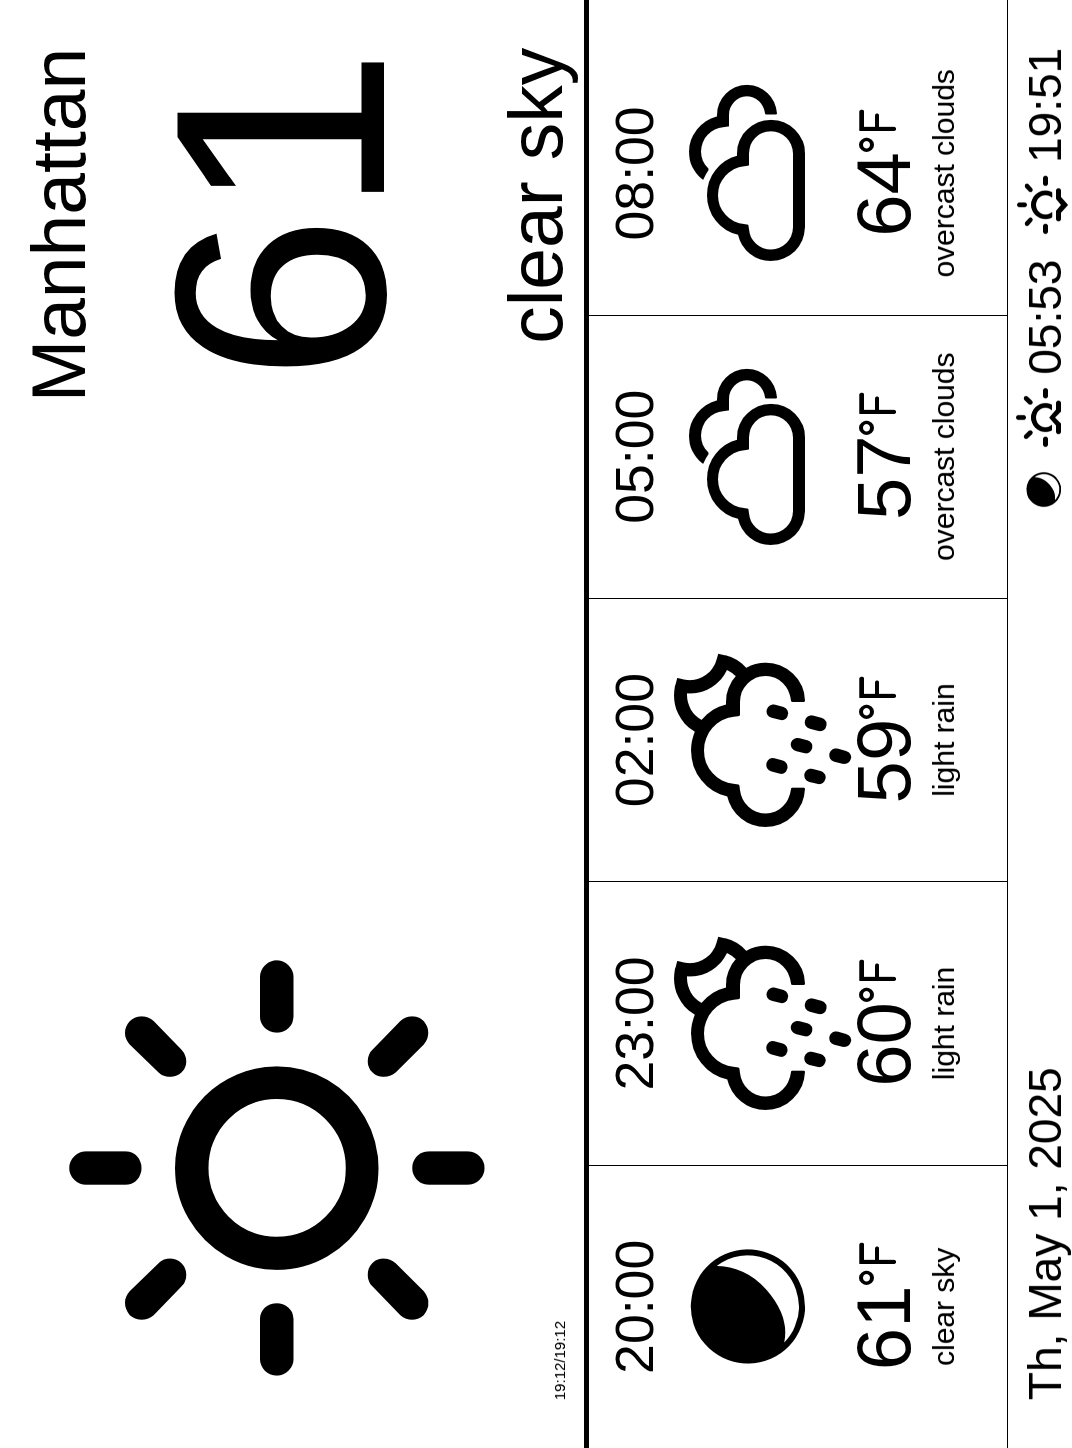 Manhattan
61
clear sky
19:12/19:12
20:00
61°F
clear sky
23:00
60°F
light rain
02:00
59°F
light rain
05:00
57°F
overcast clouds
08:00
64°F
overcast clouds
Th, May 1, 2025
05:53
19:51